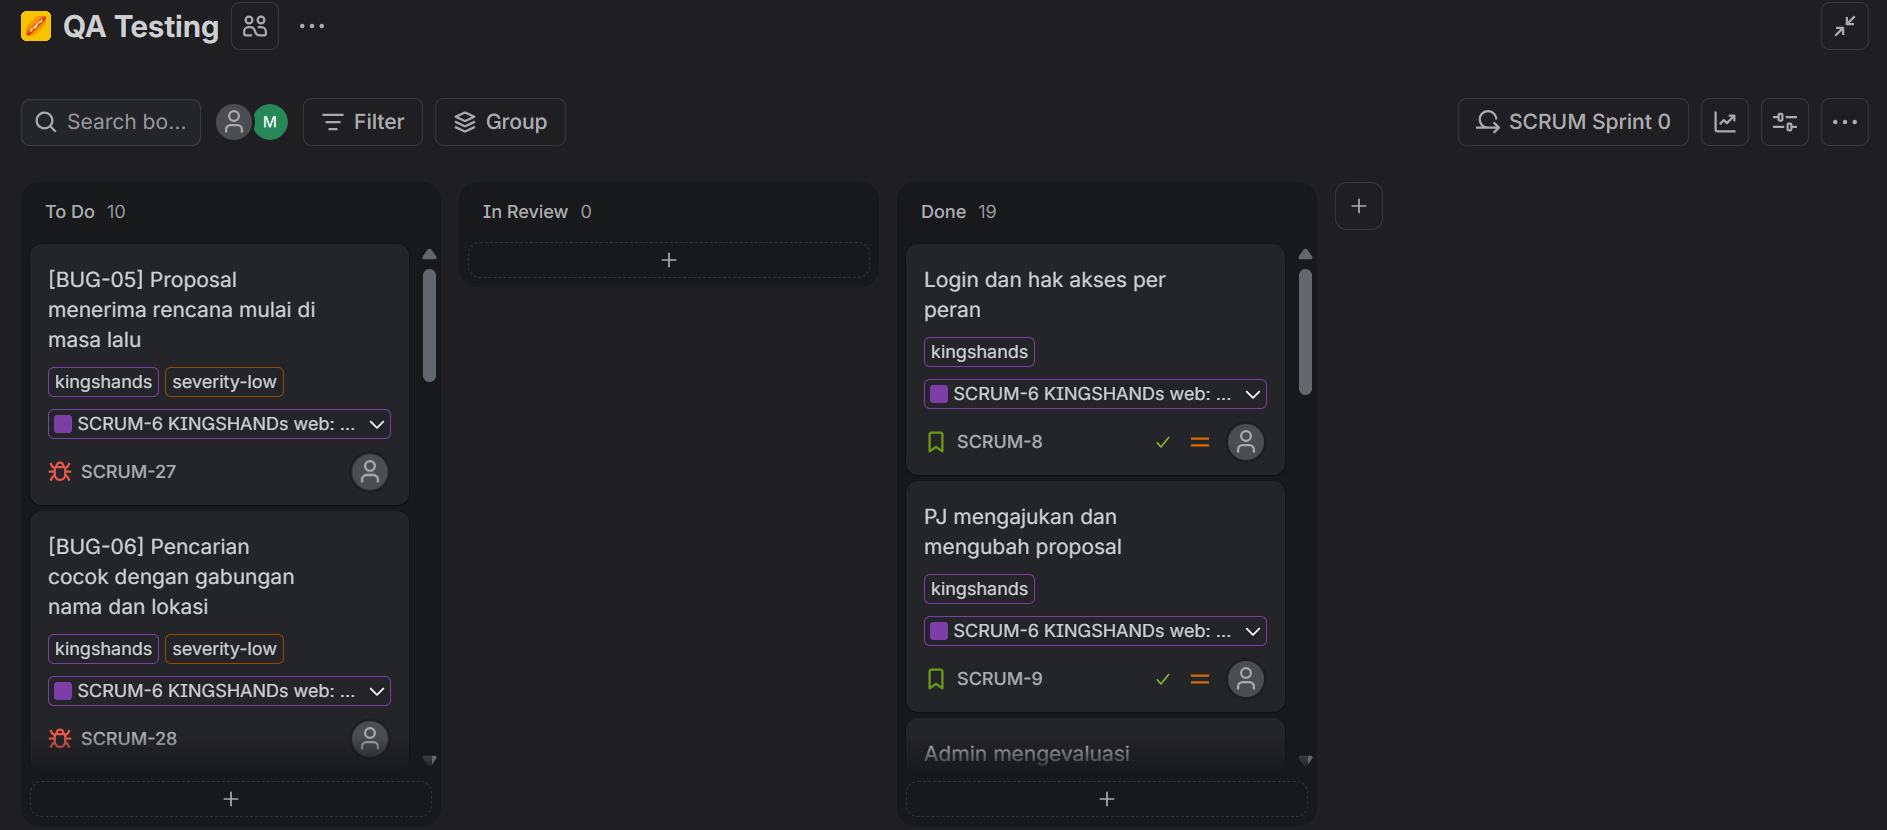 QA Testing
Search bo...
M
Filter
Group
SCRUM Sprint 0
To Do 10
[BUG-05] Proposal
menerima rencana mulai di
masa lalu
kingshands severity-low
SCRUM-6 KINGSHANDs web: ...
SCRUM-27
[BUG-06] Pencarian
cocok dengan gabungan
nama dan lokasi
kingshands severity-low
SCRUM-6 KINGSHANDs web: ...
SCRUM-28
In Review 0
Done 19
Login dan hak akses per
peran
kingshands
SCRUM-6 KINGSHANDs web: ...
SCRUM-8
PJ mengajukan dan
mengubah proposal
kingshands
SCRUM-6 KINGSHANDs web: ...
SCRUM-9
Admin mengevaluasi